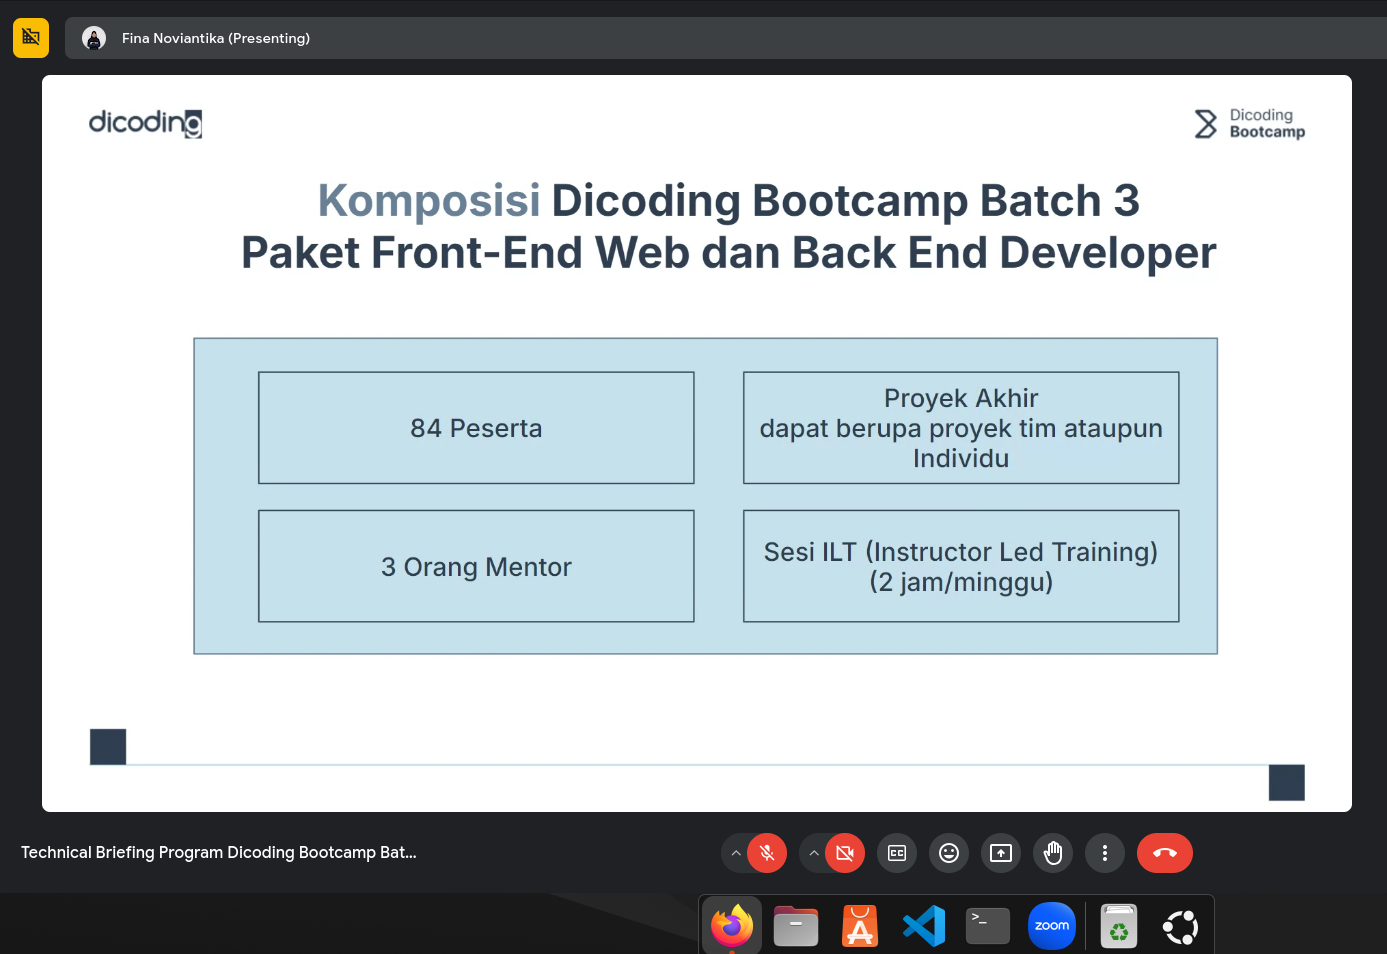 Fina Noviantika (Presenting)
dicoding
Dicoding
Bootcamp
Komposisi Dicoding Bootcamp Batch 3
Paket Front-End Web dan Back End Developer
84 Peserta
Proyek Akhir
dapat berupa proyek tim ataupun
Individu
3 Orang Mentor
Sesi ILT (Instructor Led Training)
(2 jam/minggu)
Technical Briefing Program Dicoding Bootcamp Bat...
CC
>_
zoom